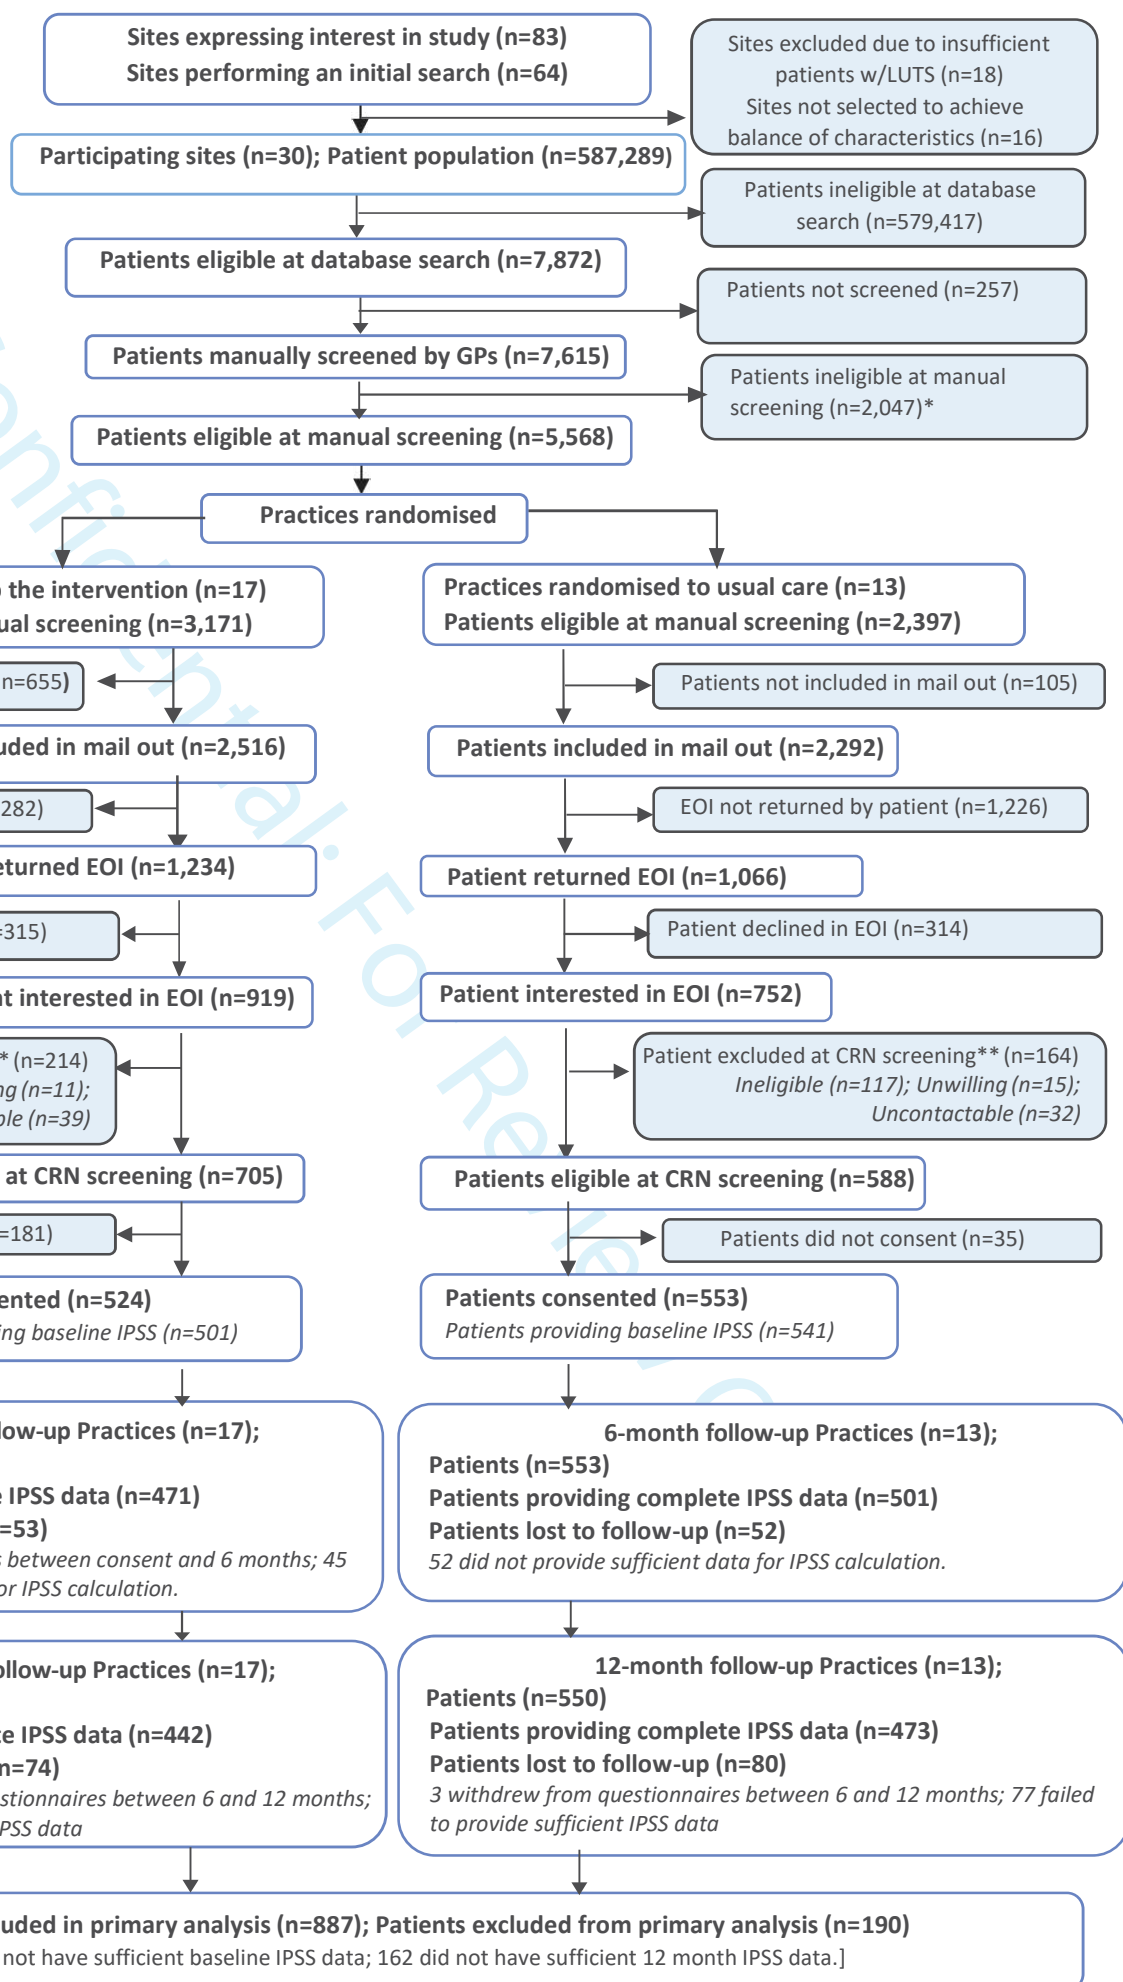 Sites expressing interest in study (n=83)
Sites performing an initial search (n=64)
Sites excluded due to insufficient
patients w/LUTS (n=18)
Sites not selected to achieve
balance of characteristics (n=16)
Participating sites (n=30); Patient population (n=587,289)
Patients ineligible at database
search (n=579,417)
Patients eligible at database search (n=7,872)
Patients not screened (n=257)
Patients manually screened by GPs (n=7,615)
Patients ineligible at manual
screening (n=2,047)*
Patients eligible at manual screening (n=5,568)
Practices randomised
the intervention (n=17)
screening (n=3,171)
Practices randomised to usual care (n=13)
Patients eligible at manual screening (n=2,397)
n=655)
Patients not included in mail out (n=105)
in mail out (n=2,516)
Patients included in mail out (n=2,292)
282)
EOI not returned by patient (n=1,226)
EOI (n=1,234)
Patient returned EOI (n=1,066)
=315)
Patient declined in EOI (n=314)
interested in EOI (n=919)
Patient interested in EOI (n=752)
* (n=214)
(n=11);
(n=39)
Patient excluded at CRN screening** (n=164)
Ineligible (n=117); Unwilling (n=15);
Uncontactable (n=32)
at CRN screening (n=705)
Patients eligible at CRN screening (n=588)
=181)
Patients did not consent (n=35)
(n=524)
baseline IPSS (n=501)
Patients consented (n=553)
Patients providing baseline IPSS (n=541)
Practices (n=17);
IPSS data (n=471)
=53)
between consent and 6 months; 45
for IPSS calculation.
6-month follow-up Practices (n=13);
Patients (n=553)
Patients providing complete IPSS data (n=501)
Patients lost to follow-up (n=52)
52 did not provide sufficient data for IPSS calculation.
Practices (n=17);
IPSS data (n=442)
n=74)
between 6 and 12 months;
IPSS data
12-month follow-up Practices (n=13);
Patients (n=550)
Patients providing complete IPSS data (n=473)
Patients lost to follow-up (n=80)
3 withdrew from questionnaires between 6 and 12 months; 77 failed
to provide sufficient IPSS data
in primary analysis (n=887); Patients excluded from primary analysis (n=190)
not have sufficient baseline IPSS data; 162 did not have sufficient 12 month IPSS data.]